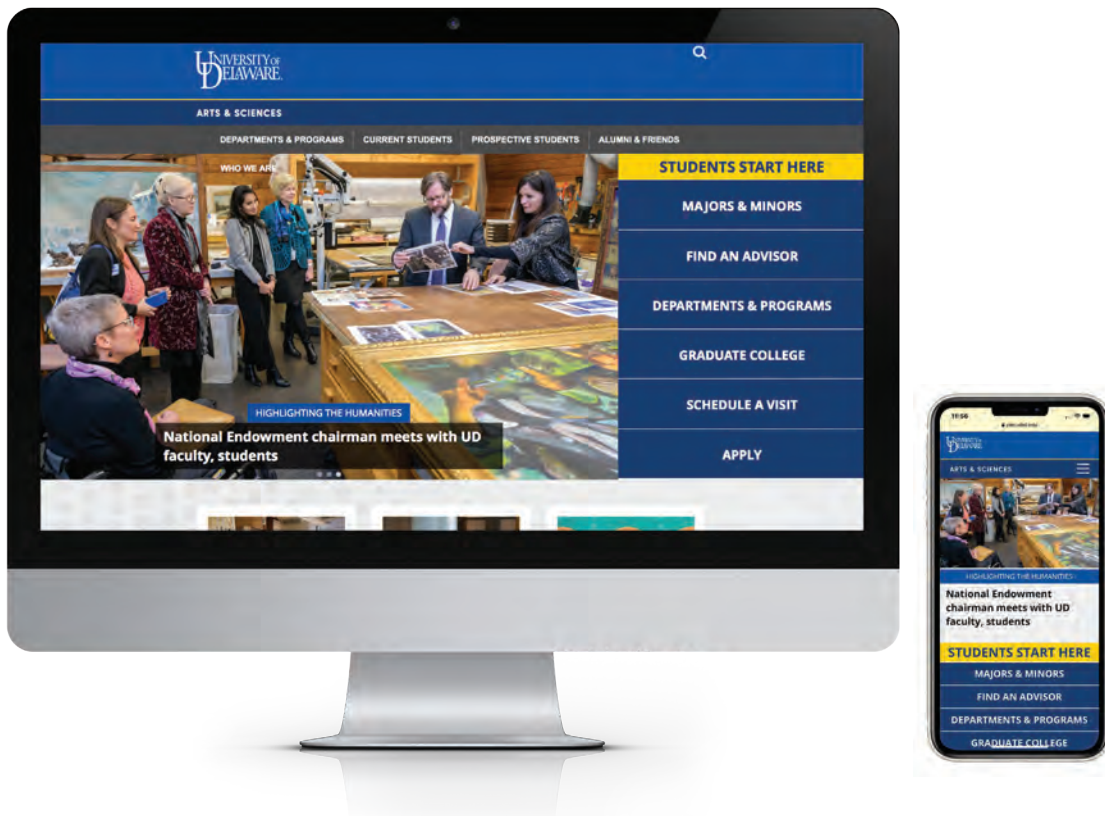 UNIVERSITY OF
DELAWARE.
ARTS & SCIENCES
DEPARTMENTS & PROGRAMS
CURRENT STUDENTS
PROSPECTIVE STUDENTS
ALUMNI & FRIENDS
WHO WE ARE
HIGHLIGHTING THE HUMANITIES
National Endowment chairman meets with UD
faculty, students
STUDENTS START HERE
MAJORS & MINORS
FIND AN ADVISOR
DEPARTMENTS & PROGRAMS
GRADUATE COLLEGE
SCHEDULE A VISIT
APPLY
11:56
UNIVERSITY OF
DELAWARE.
ARTS & SCIENCES
HIGHLIGHTING THE HUMANITIES
National Endowment
chairman meets with UD
faculty, students
STUDENTS START HERE
MAJORS & MINORS
FIND AN ADVISOR
DEPARTMENTS & PROGRAMS
GRADUATE COLLEGE